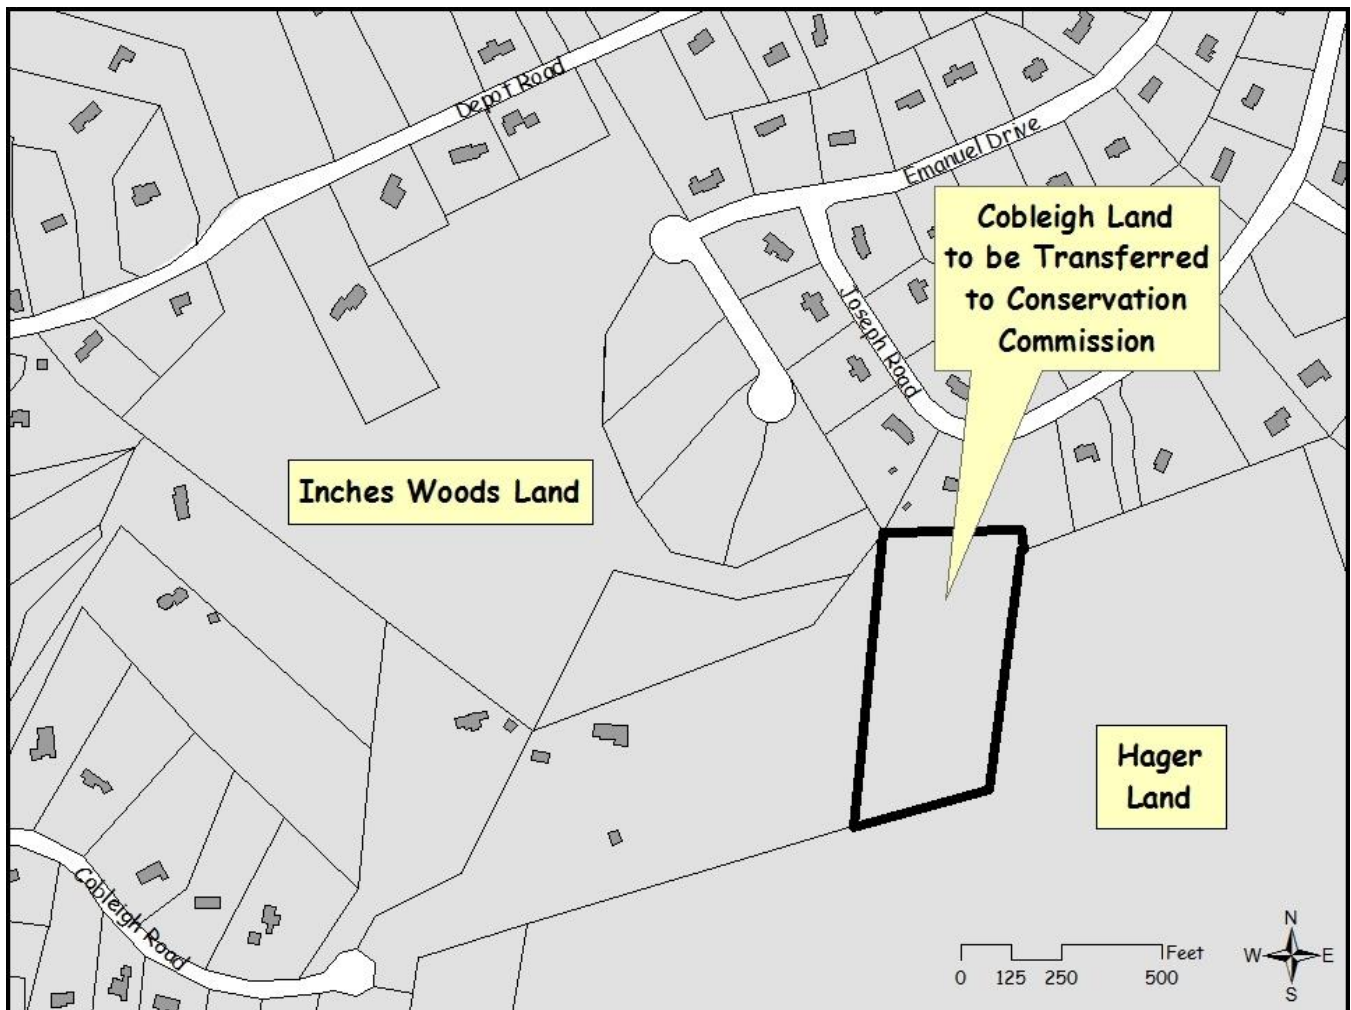 Depot Road
Emanuel Drive
Cobleigh Land
to be Transferred
to Conservation
Commission
Joseph Road
Inches Woods Land
Hager
Land
Cobleigh Road
N
W E
S
Feet
0 125 250 500